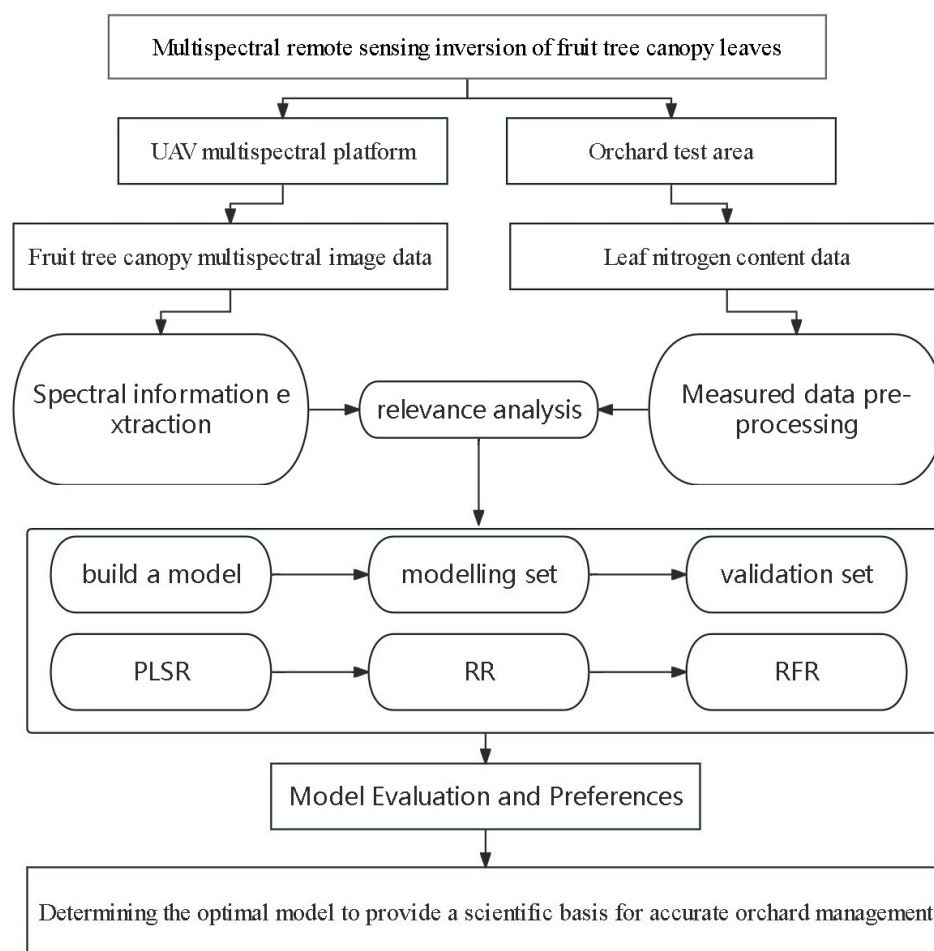 Multispectral remote sensing inversion of fruit tree canopy leaves
UAV multispectral platform
Orchard test area
Fruit tree canopy multispectral image data
Leaf nitrogen content data
Spectral information e
xtraction
relevance analysis
Measured data pre-
processing
build a model
modelling set
validation set
PLSR
RR
RFR
Model Evaluation and Preferences
Determining the optimal model to provide a scientific basis for accurate orchard management